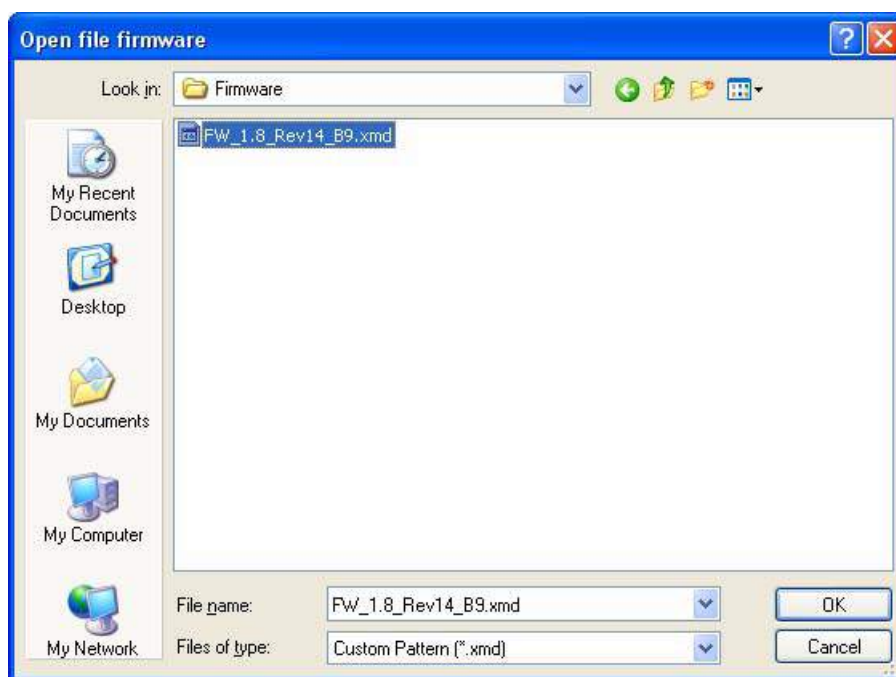 Open file firmware
Look in:
Firmware
FW_1.8_Rev14_B9.xmd
My Recent
Documents
Desktop
My Documents
My Computer
My Network
File name:
FW_1.8_Rev14_B9.xmd
OK
Files of type:
Custom Pattern (*.xmd)
Cancel